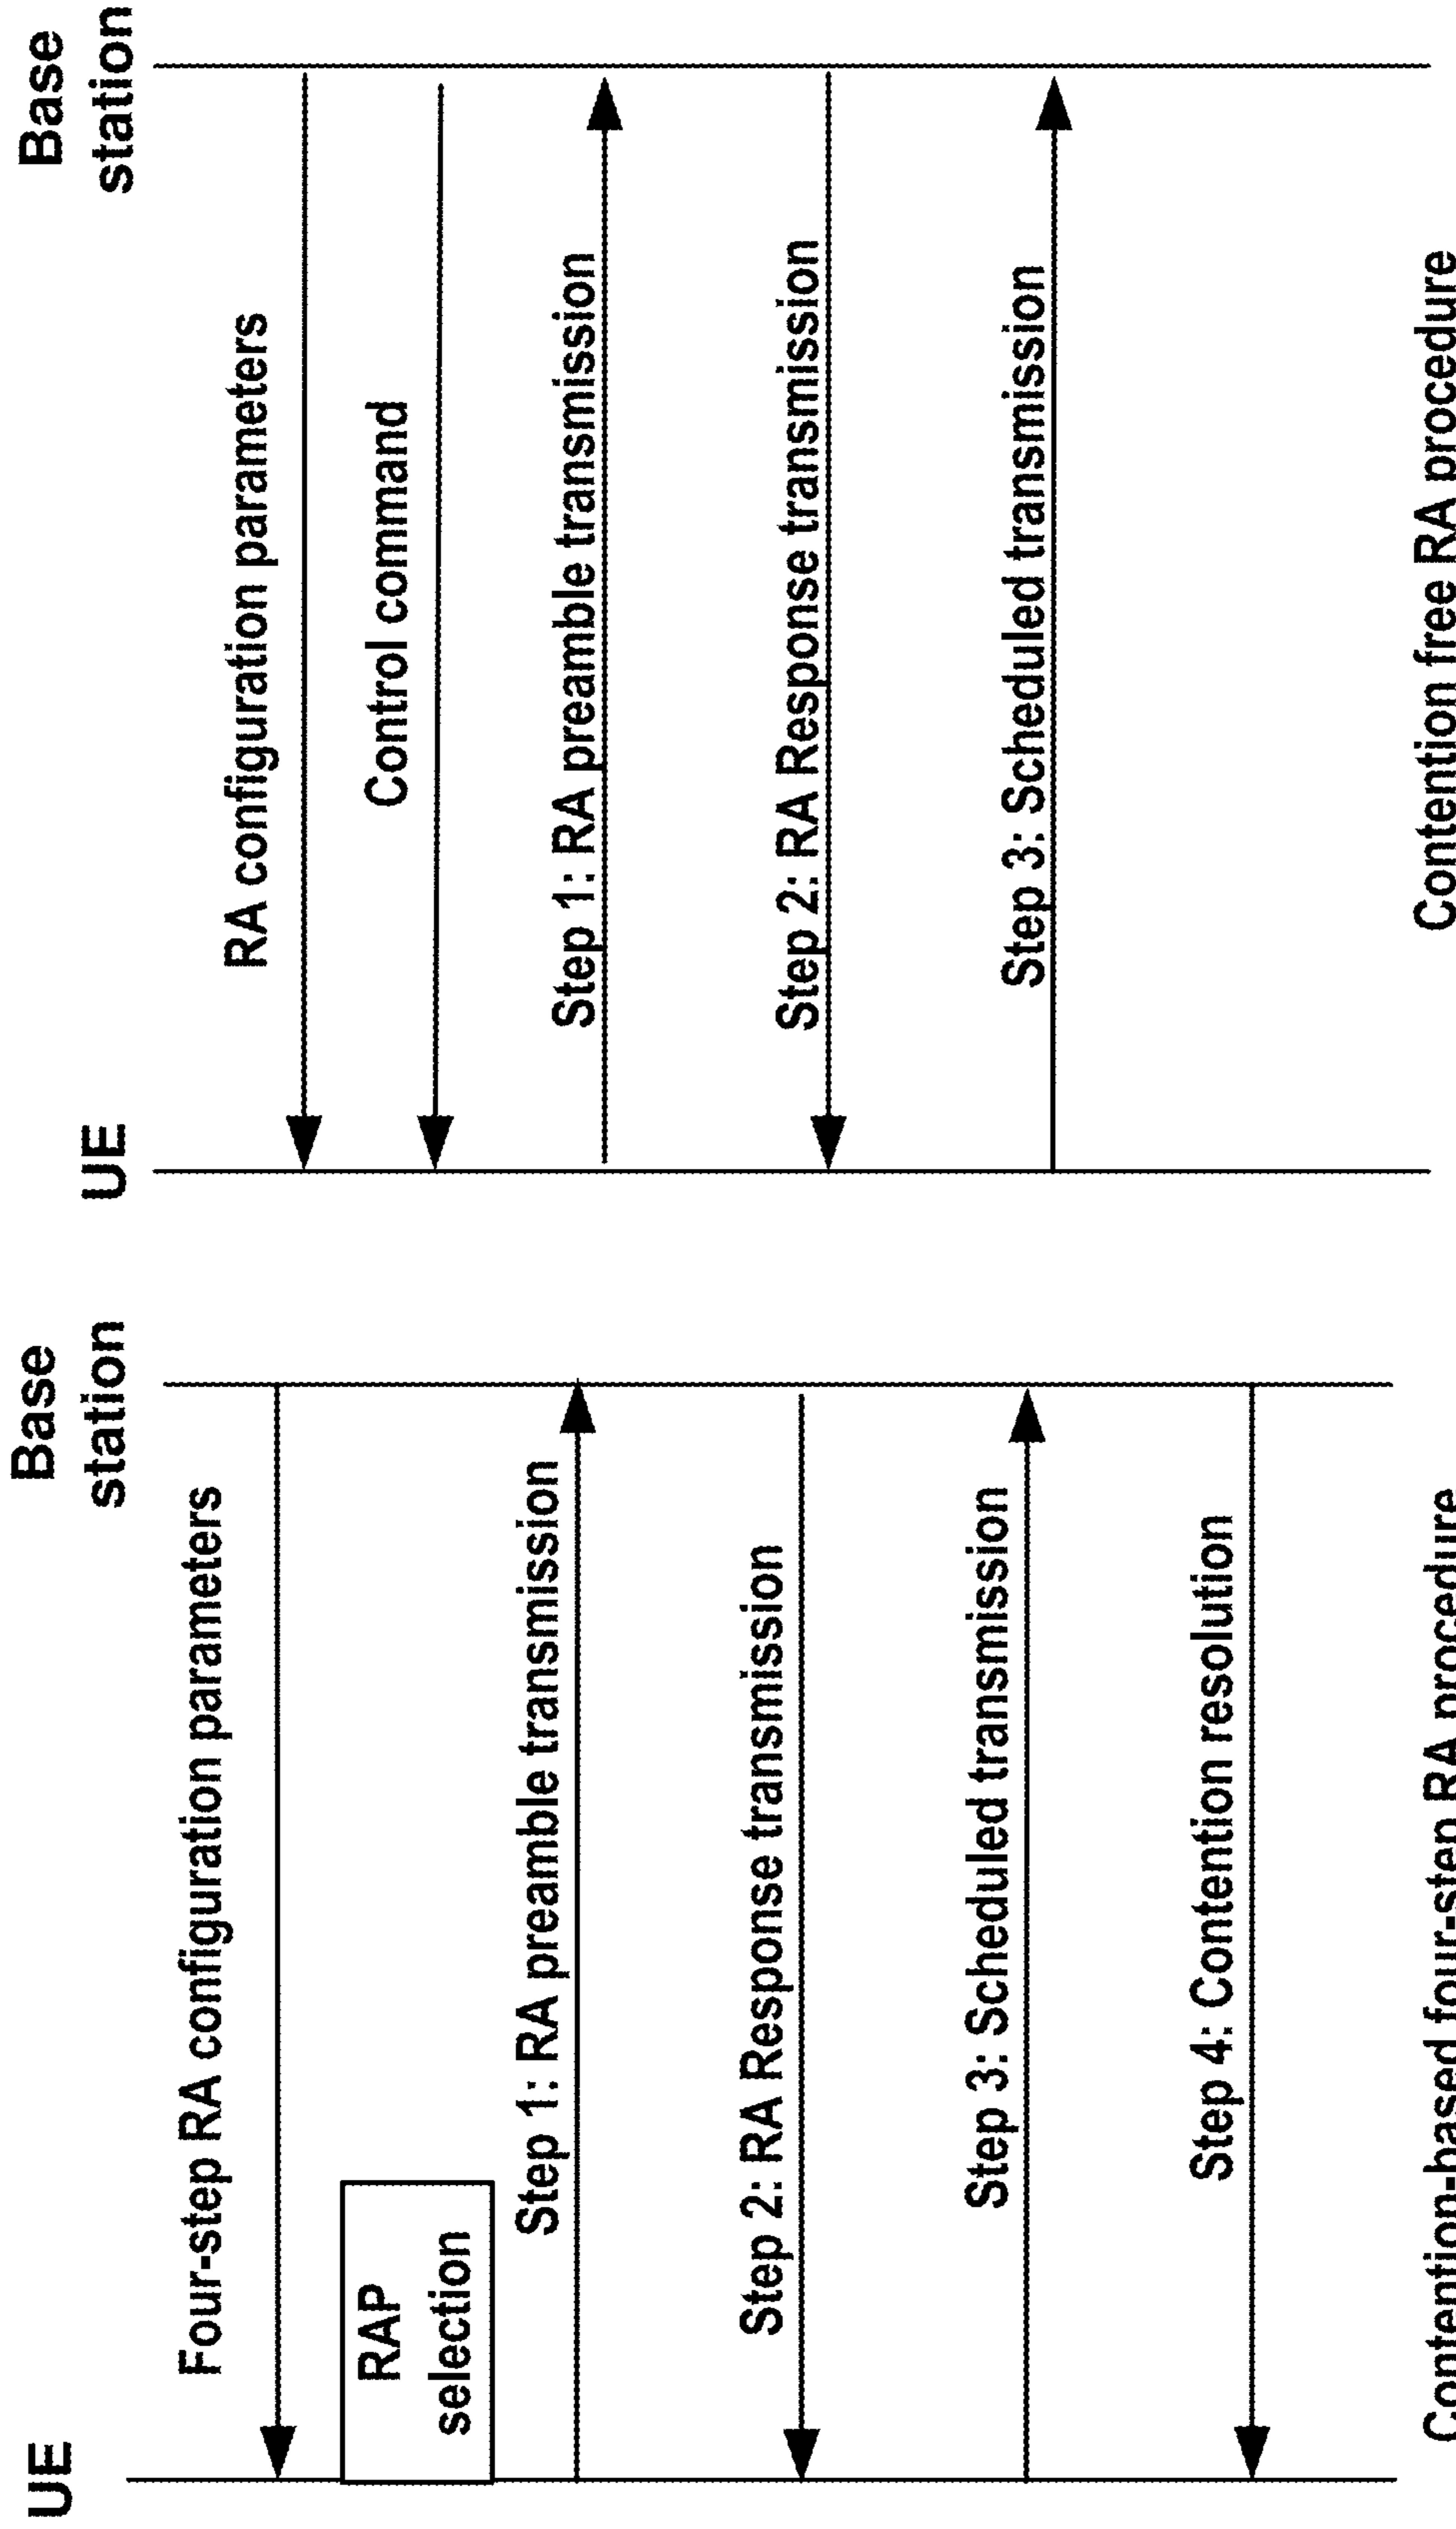 UE
Base
station
Four-step RA configuration parameters
RAP
selection
Step 1: RA preamble transmission
Step 2: RA Response transmission
Step 3: Scheduled transmission
Step 4: Contention resolution
Contention-based four-step RA procedure
UE
Base
station
RA configuration parameters
Control command
Step 1: RA preamble transmission
Step 2: RA Response transmission
Step 3: Scheduled transmission
Contention free RA procedure